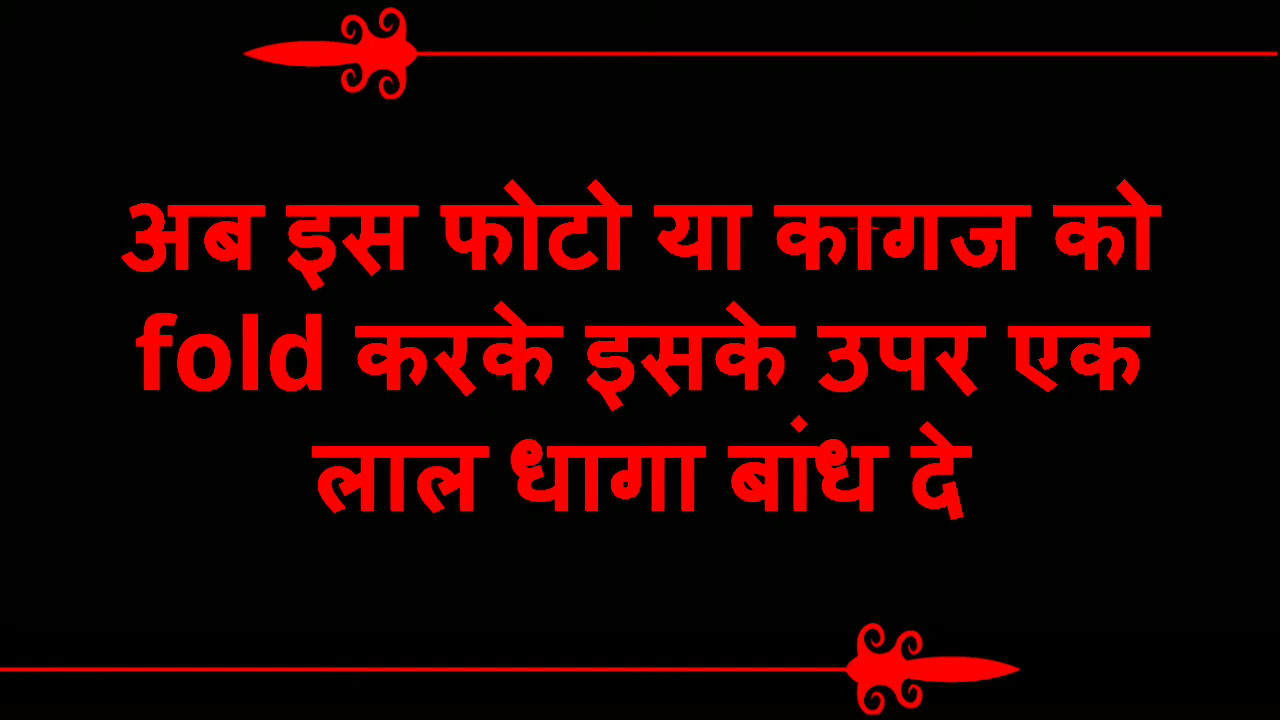 अब इस फोटो या कागज को
fold करके इसके उपर एक
लाल धागा बांध दे